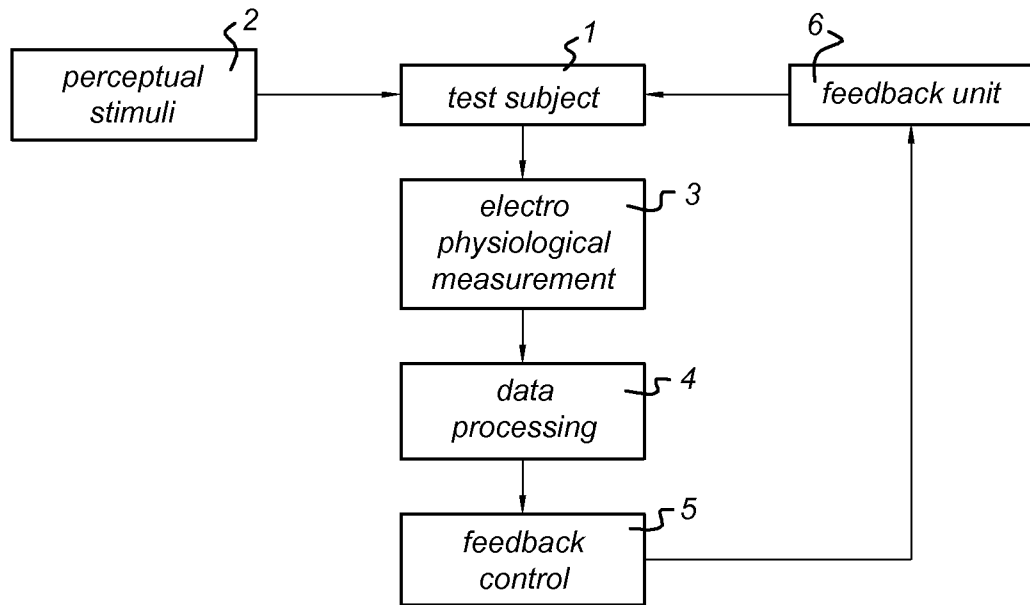 2
perceptual
stimuli
1
test subject
6
feedback unit
3
electro
physiological
measurement
4
data
processing
5
feedback
control